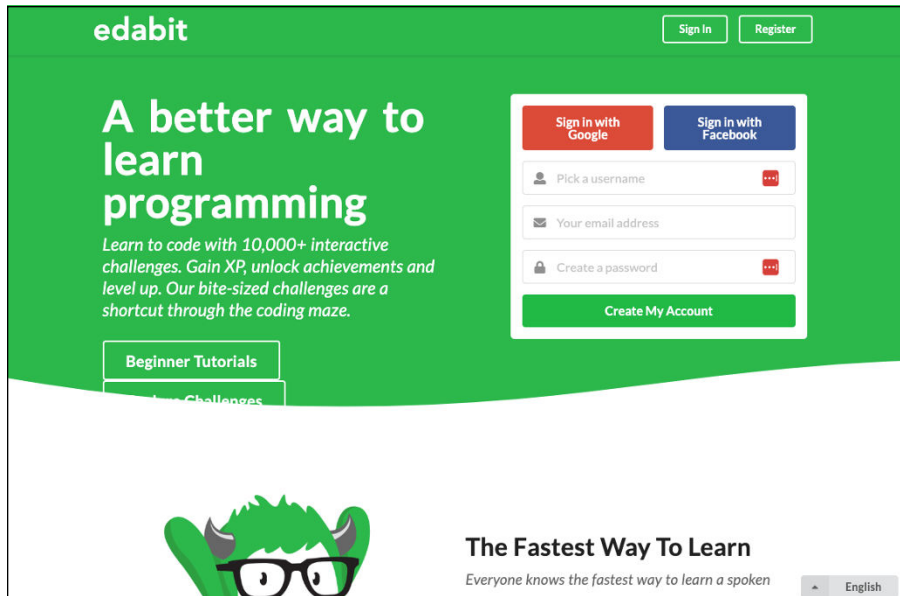 edabit
Sign In
Register
A better way to
learn
programming
Learn to code with 10,000+ interactive
challenges. Gain XP, unlock achievements and
level up. Our bite-sized challenges are a
shortcut through the coding maze.
Beginner Tutorials
Challenges
Sign in with
Google
Sign in with
Facebook
Pick a username
Your email address
Create a password
Create My Account
The Fastest Way To Learn
Everyone knows the fastest way to learn a spoken
English